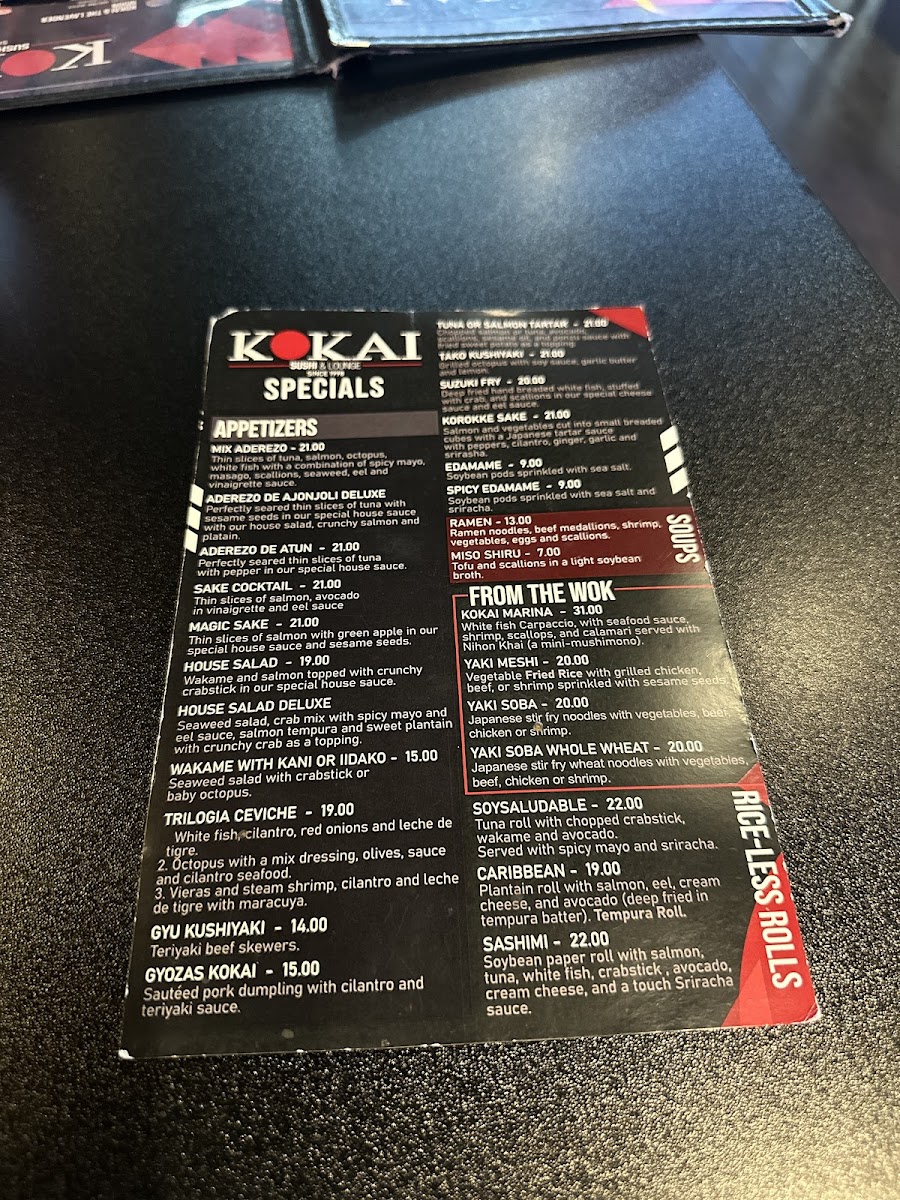 KOKAI
SUSHI & LOUNGE
SINCE 1998
SPECIALS
APPETIZERS
MIX ADEREZO - 21.00
Thin slices of tuna, salmon, octopus,
white fish with a combination of spicy mayo,
masago, scallions, seaweed, eel and
vinaigrette sauce.
ADEREZO DE AJONJOLI DELUXE
Perfectly seared thin slices of tuna with
sesame seeds in our special house sauce
with our house salad, crunchy salmon and
platain.
ADEREZO DE ATUN - 21.00
Perfectly seared thin slices of tuna
with pepper in our special house sauce.
SAKE COCKTAIL - 21.00
Thin slices of salmon, avocado
in vinaigrette and eel sauce
MAGIC SAKE - 21.00
Thin slices of salmon with green apple in our
special house sauce and sesame seeds.
HOUSE SALAD - 19.00
Wakame and salmon topped with crunchy
crabstick in our special house sauce.
HOUSE SALAD DELUXE
Seaweed salad, crab mix with spicy mayo and
eel sauce, salmon tempura and sweet plantain
with crunchy crab as a topping.
WAKAME WITH KANI OR IIDAKO - 15.00
Seaweed salad with crabstick or
baby octopus.
TRILOGIA CEVICHE - 19.00
White fish, cilantro, red onions and leche de
tigre.
2. Octopus with a mix dressing, olives, sauce
and cilantro seafood.
3. Vieras and steam shrimp, cilantro and leche
de tigre with maracuya.
GYU KUSHIYAKI - 14.00
Teriyaki beef skewers.
GYOZAS KOKAI - 15.00
Sautéed pork dumpling with cilantro and
teriyaki sauce.
TUNA OR SALMON TARTAR - 21.00
Chopped salmon or tuna, avocado,
scallions, sesame oil, and ponzu sauce with
fried sweet potato as a topping.
TAKO KUSHIYAKI - 21.00
Grilled octopus with soy sauce, garlic butter
and lemon.
SUZUKI FRY - 20.00
Deep fried hand breaded white fish, stuffed
with crab, and scallions in our special cheese
sauce and eel sauce.
KOROKKE SAKE - 21.00
Salmon and vegetables cut into small breaded
cubes with a Japanese tartar sauce
with peppers, cilantro, ginger, garlic and
srirasha.
EDAMAME - 9.00
Soybean pods sprinkled with sea salt.
SPICY EDAMAME - 9.00
Soybean pods sprinkled with sea salt and
sriracha.
SOUPS
RAMEN - 13.00
Ramen noodles, beef medallions, shrimp,
vegetables, eggs and scallions.
MISO SHIRU - 7.00
Tofu and scallions in a light soybean
broth.
FROM THE WOK
KOKAI MARINA - 31.00
White fish Carpaccio, with seafood sauce,
shrimp, scallops, and calamari served with
Nihon Khai (a mini-mushimono).
YAKI MESHI - 20.00
Vegetable Fried Rice with grilled chicken,
beef, or shrimp sprinkled with sesame seeds.
YAKI SOBA - 20.00
Japanese stir fry noodles with vegetables, beef,
chicken or shrimp.
YAKI SOBA WHOLE WHEAT - 20.00
Japanese stir fry wheat noodles with vegetables,
beef, chicken or shrimp.
RICE-LESS ROLLS
SOYSALUDABLE - 22.00
Tuna roll with chopped crabstick,
wakame and avocado.
Served with spicy mayo and sriracha.
CARIBBEAN - 19.00
Plantain roll with salmon, eel, cream
cheese, and avocado (deep fried in
tempura batter). Tempura Roll.
SASHIMI - 22.00
Soybean paper roll with salmon,
tuna, white fish, crabstick , avocado,
cream cheese, and a touch Sriracha
sauce.